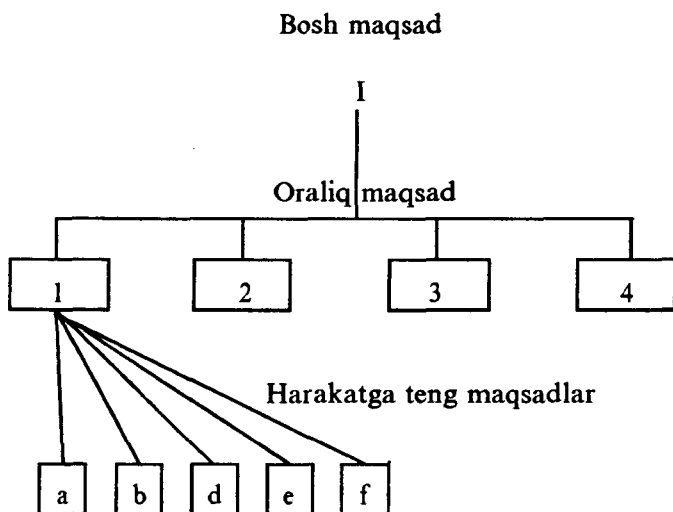 Bosh maqsad
I
Oraliq maqsad
1 2 3 4
Harakatga teng maqsadlar
a b d e f